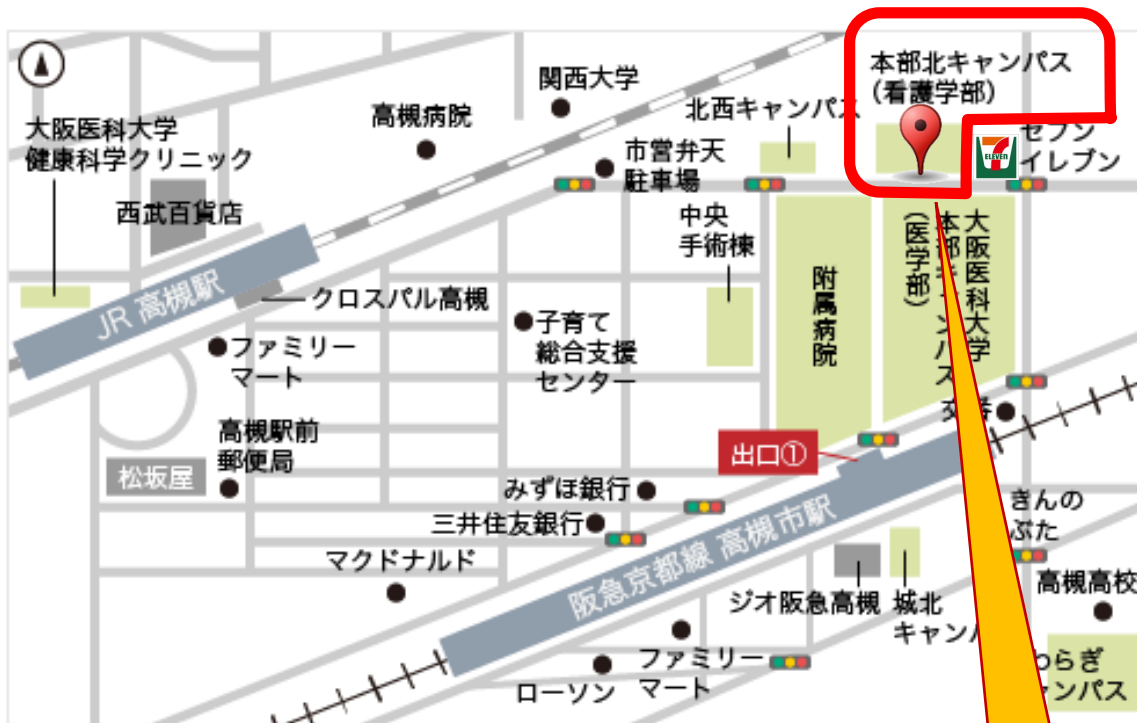 本部北キャンパス
(看護学部)
関西大学
北西キャンパス
高槻病院
大阪医科大学
健康科学クリニック
市営弁天
駐車場
セブン
イレブン
ELEVEN
西武百貨店
中央
手術棟
大阪医科大学
(医学部)
附属病院
JR 高槻駅
クロスパル高槻
子育て
総合支援
センター
ファミリー
マート
高槻駅前
郵便局
松坂屋
出口①
みずほ銀行
三井住友銀行
阪急京都線 高槻市駅
きんの
ぶた
マクドナルド
ジオ阪急高槻
城北
高槻高校
ファミリー
マート
ローソン